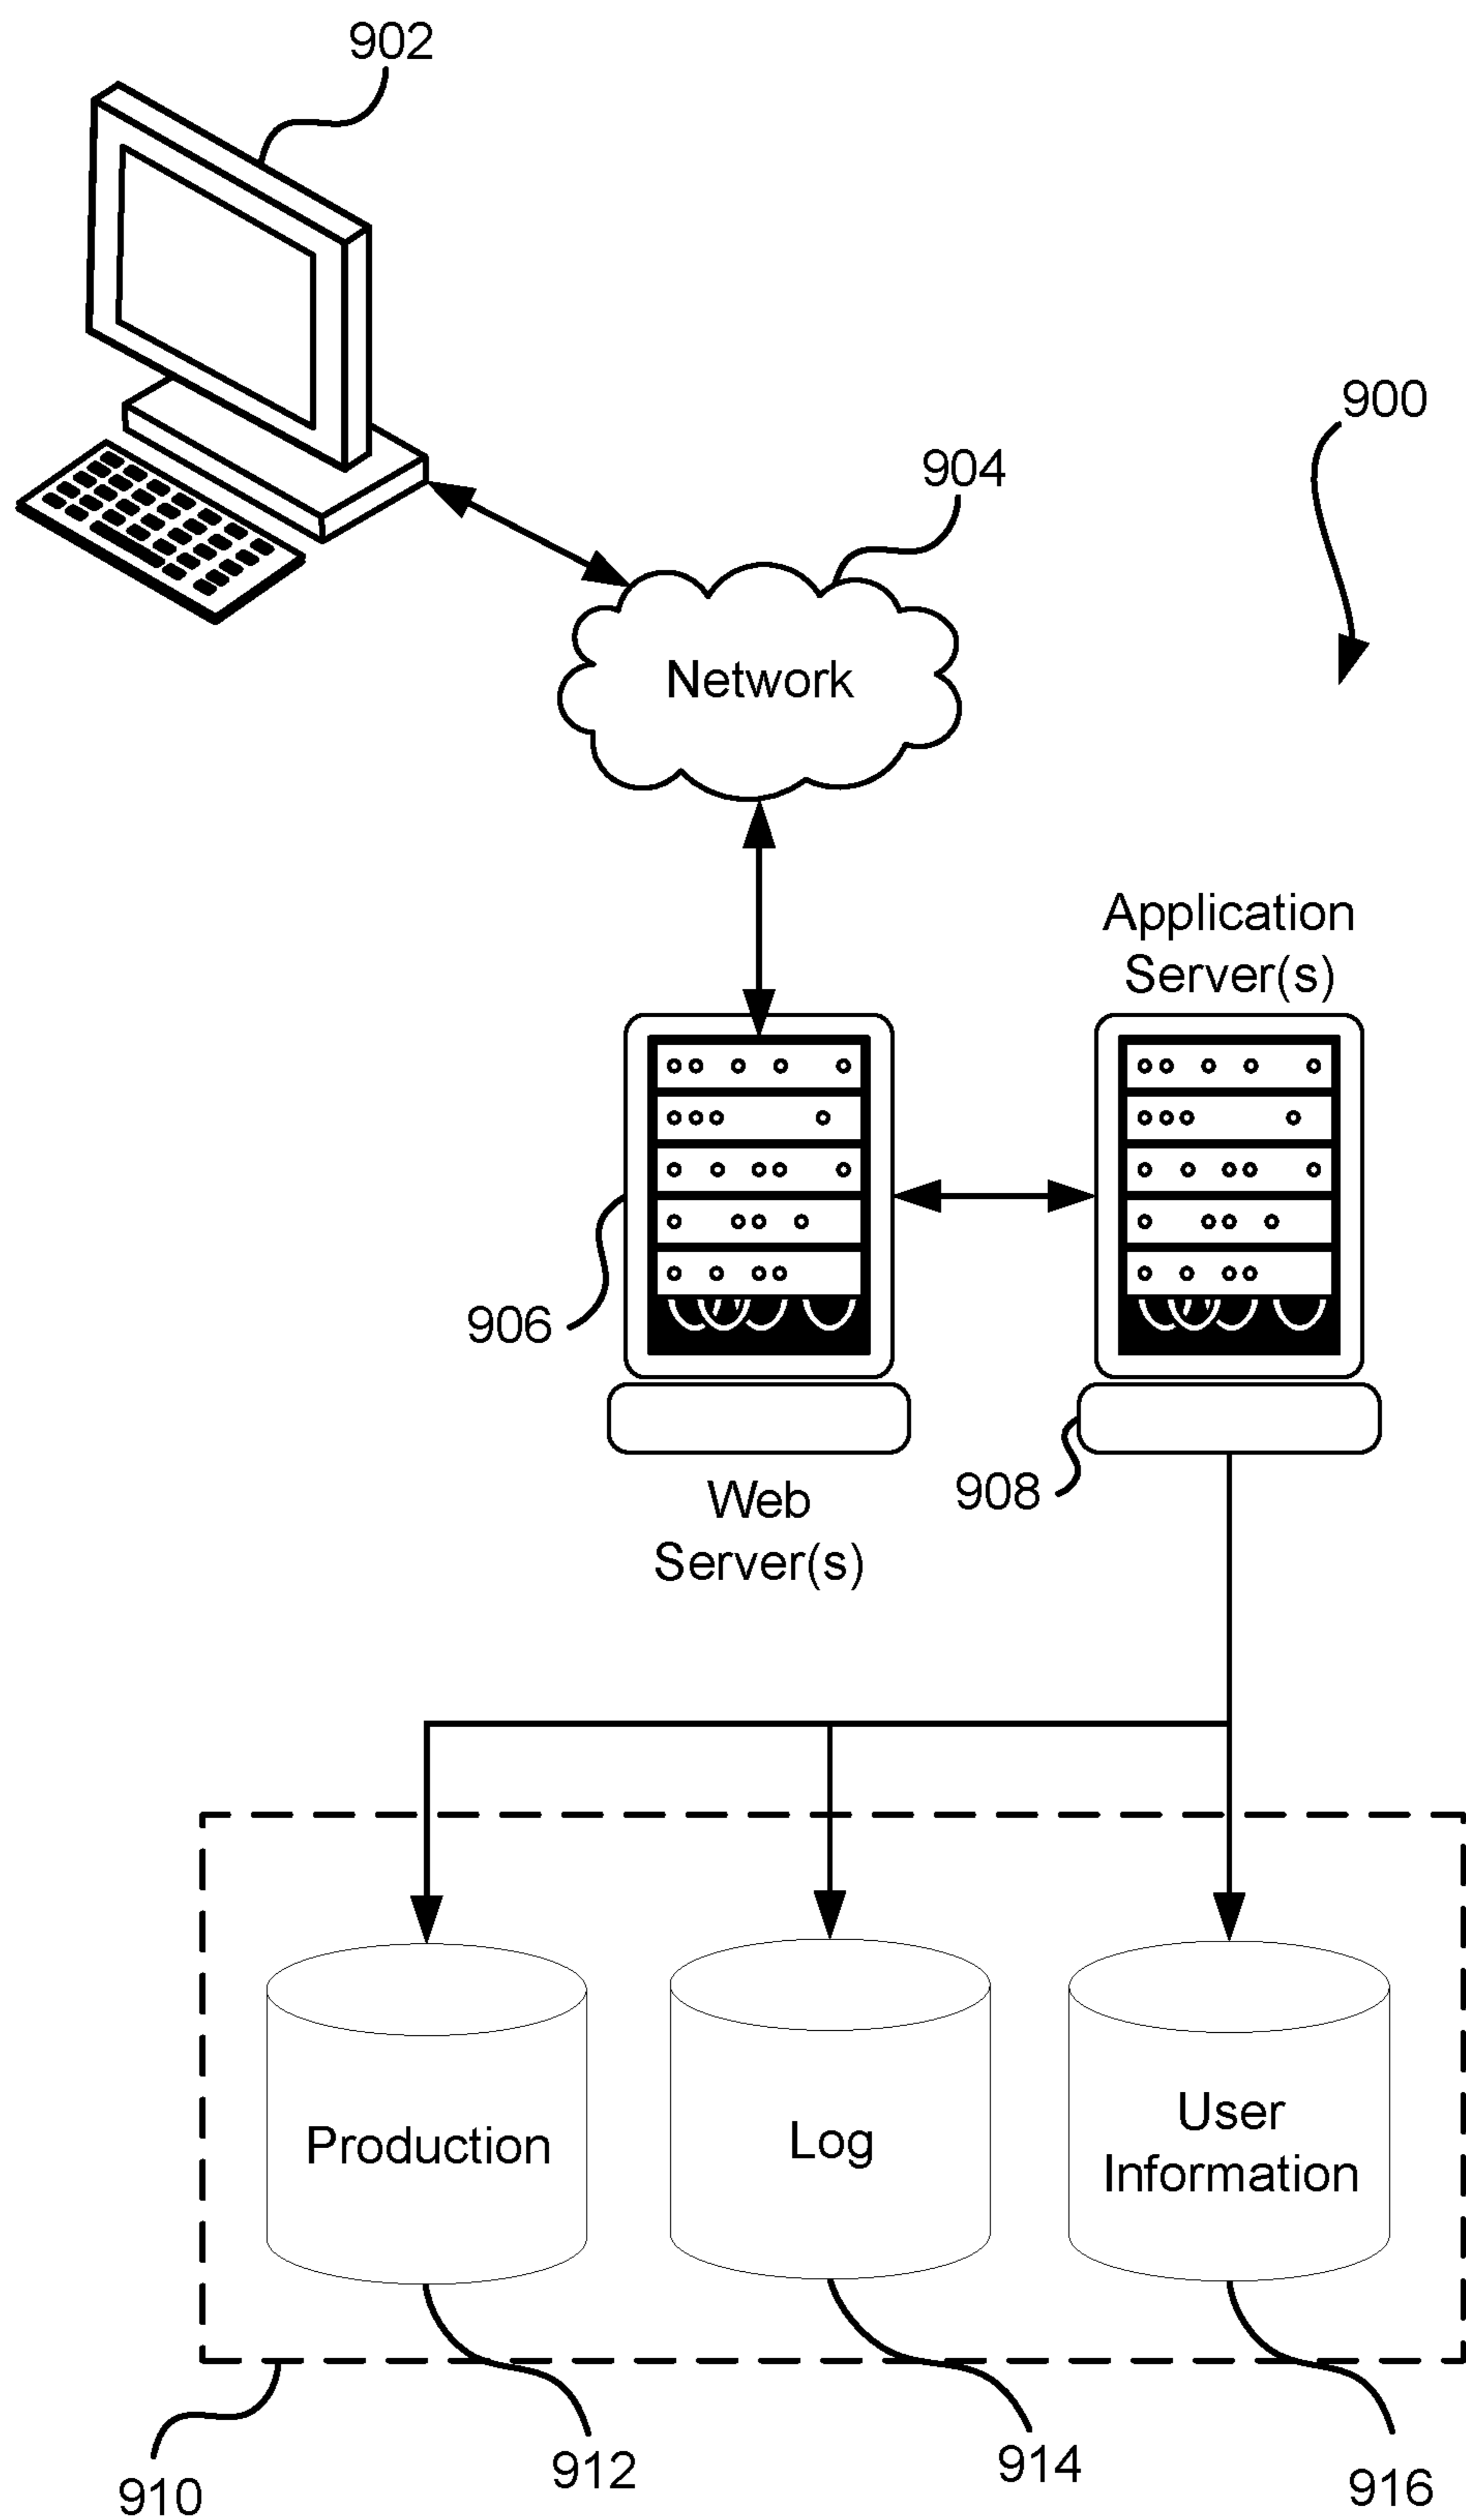 902
900
904
Network
Application
Server(s)
906
908
Web
Server(s)
Production
Log
User
Information
910
912
914
916